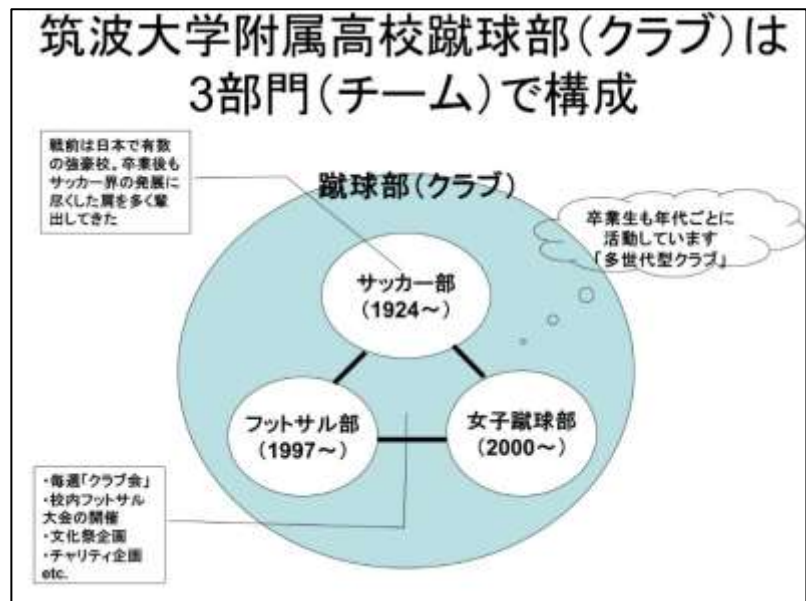 筑波大学附属高校蹴球部(クラブ)は
3部門(チーム)で構成
戦前は日本で有数
の強豪校。卒業後も
サッカー界の発展に
尽くした肩を多く輩
出してきた
蹴球部(クラブ)
卒業生も年代ごとに
活動しています
「多世代型クラブ」
サッカー部
(1924～)
フットサル部
(1997～)
女子蹴球部
(2000～)
・毎週「クラブ会」
・校内フットサル
大会の開催
・文化祭企画
・チャリティ企画
etc.